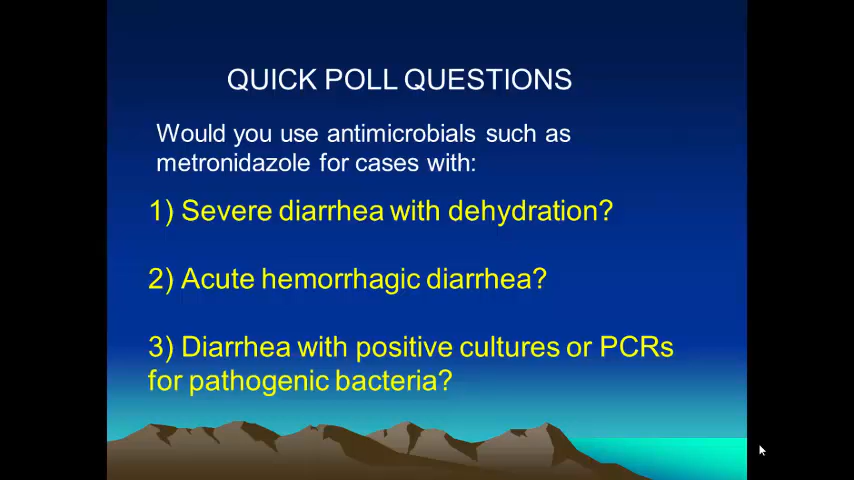 QUICK POLL QUESTIONS
Would you use antimicrobials such as
metronidazole for cases with:
1) Severe diarrhea with dehydration?
2) Acute hemorrhagic diarrhea?
3) Diarrhea with positive cultures or PCRs
for pathogenic bacteria?